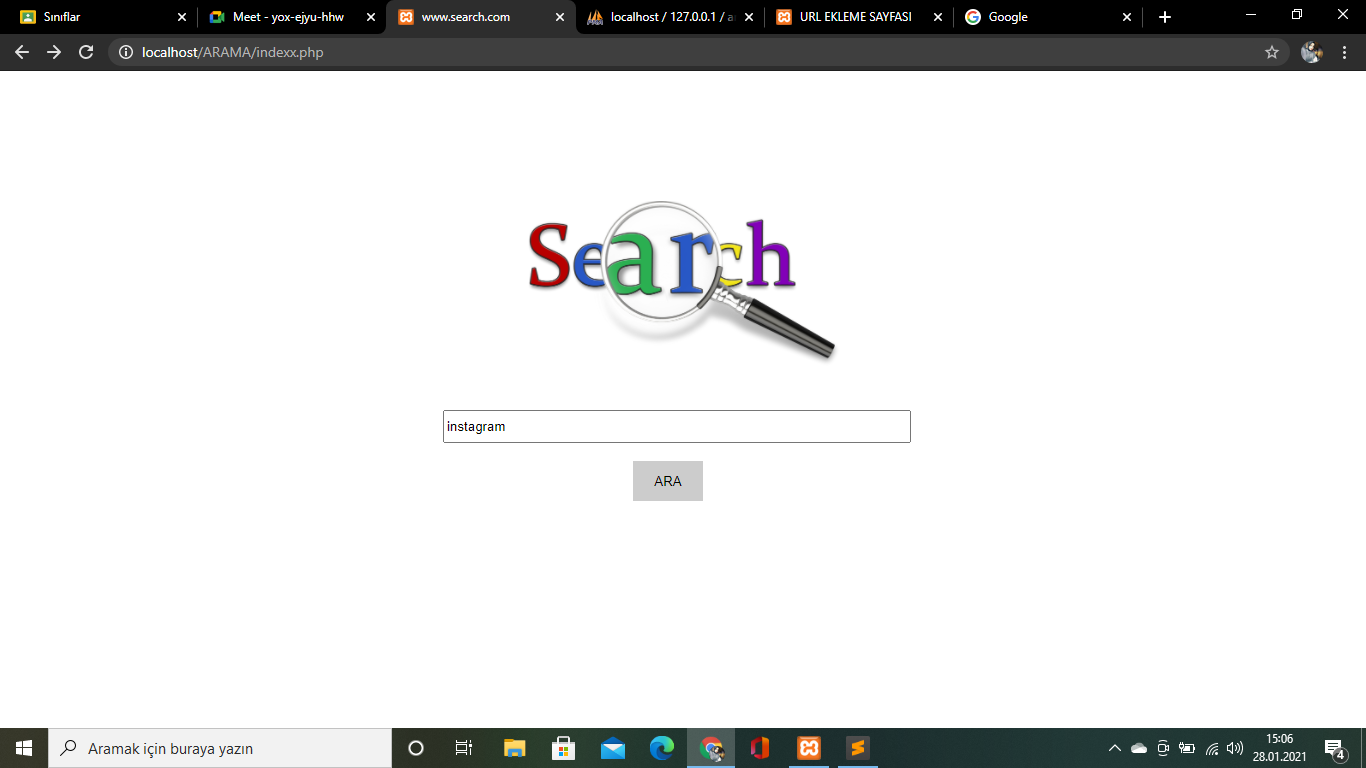 Sınıflar
Meet - yox-ejyu-hhw
www.search.com
localhost / 127.0.0.1 / a
URL EKLEME SAYFASI
Google
localhost/ARAMA/indexx.php
Search
instagram
ARA
Aramak için buraya yazın
15:06
28.01.2021
4